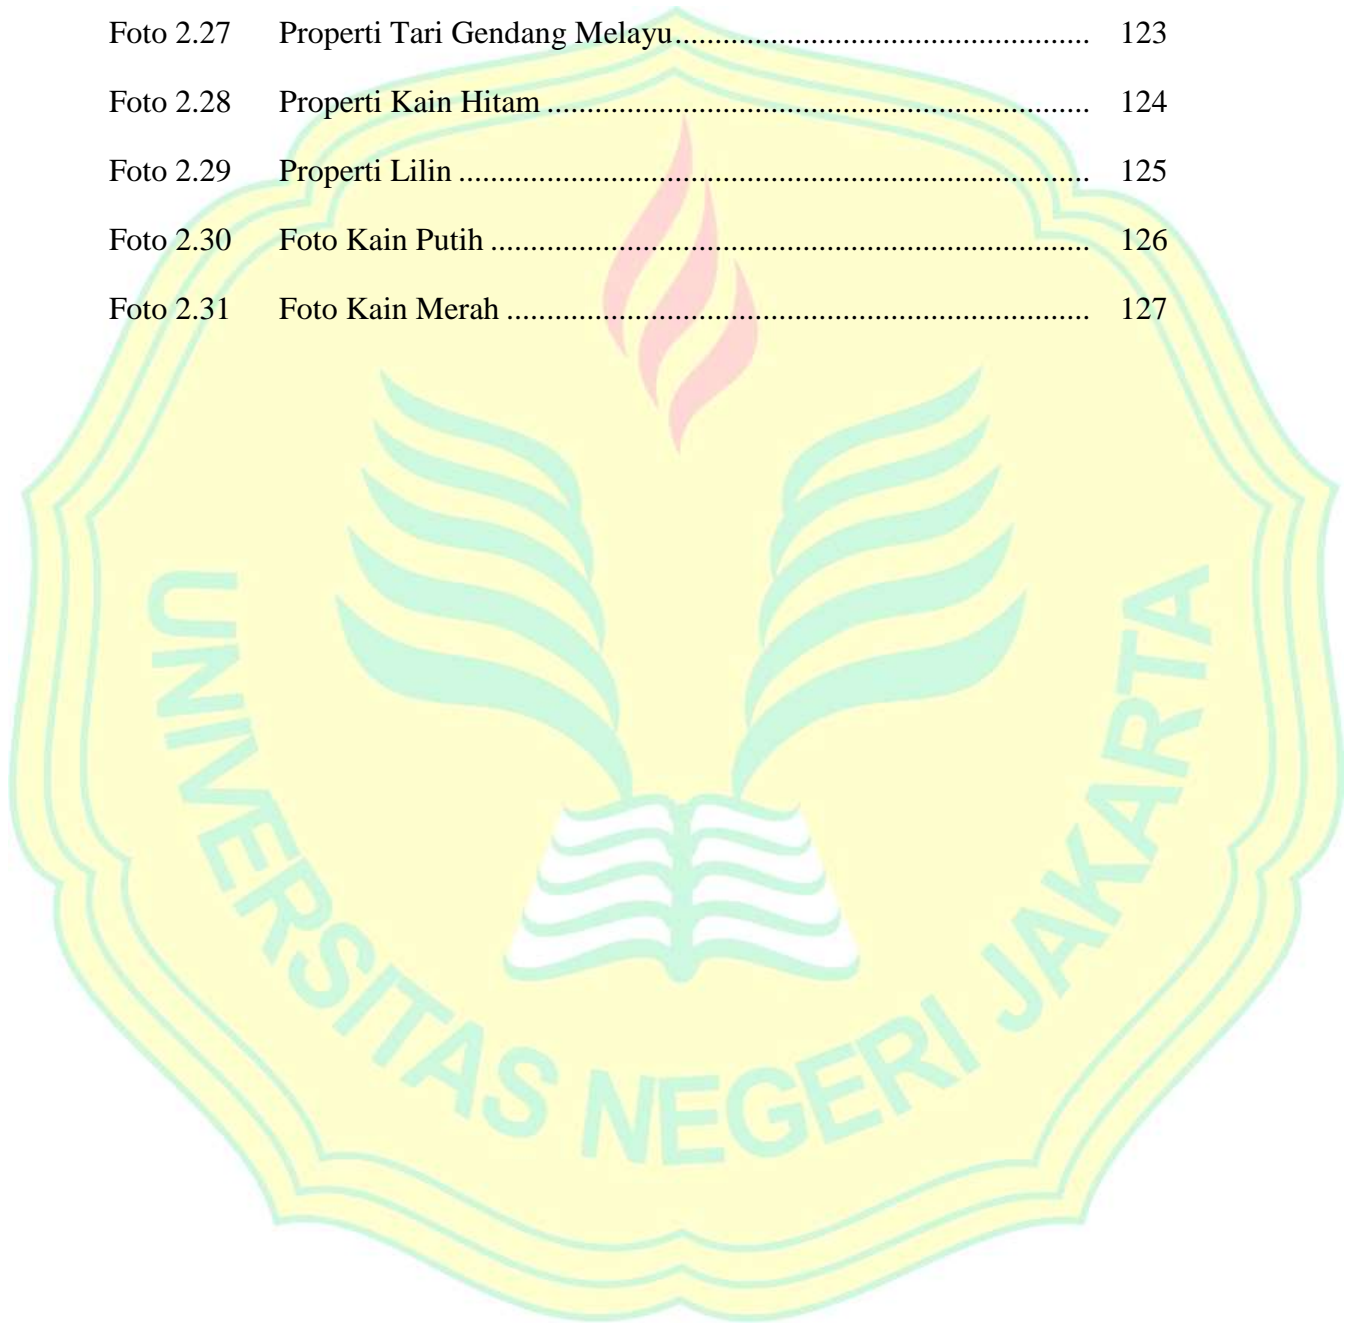 Foto 2.27 Properti Tari Gendang Melayu.................................................... 123
Foto 2.28 Properti Kain Hitam .................................................................... 124
Foto 2.29 Properti Lilin ............................................................................... 125
Foto 2.30 Foto Kain Putih ........................................................................... 126
Foto 2.31 Foto Kain Merah ......................................................................... 127
UNIVERSITAS NEGERI JAKARTA